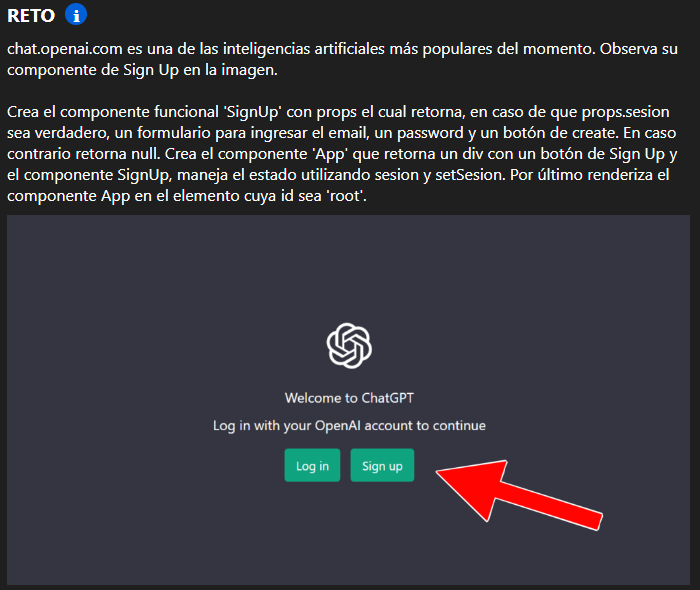 RETO
chat.openai.com es una de las inteligencias artificiales más populares del momento. Observa su
componente de Sign Up en la imagen.
Crea el componente funcional 'SignUp' con props el cual retorna, en caso de que props.sesion
sea verdadero, un formulario para ingresar el email, un password y un botón de create. En caso
contrario retorna null. Crea el componente 'App' que retorna un div con un botón de Sign Up y
el componente SignUp, maneja el estado utilizando sesion y setSesion. Por último renderiza el
componente App en el elemento cuya id sea 'root'.
Welcome to ChatGPT
Log in with your OpenAI account to continue
Log in Sign up